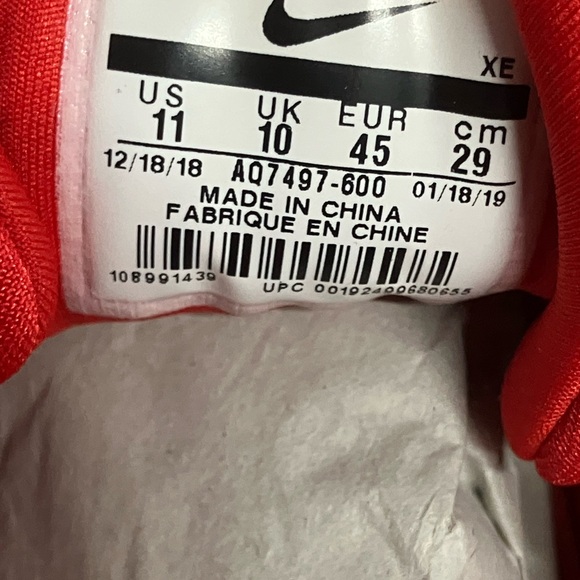 XE
US UK EUR cm
11 10 45 29
12/18/18 AQ7497-600 01/18/19
MADE IN CHINA
FABRIQUE EN CHINE
108991439
UPC 00192499680655